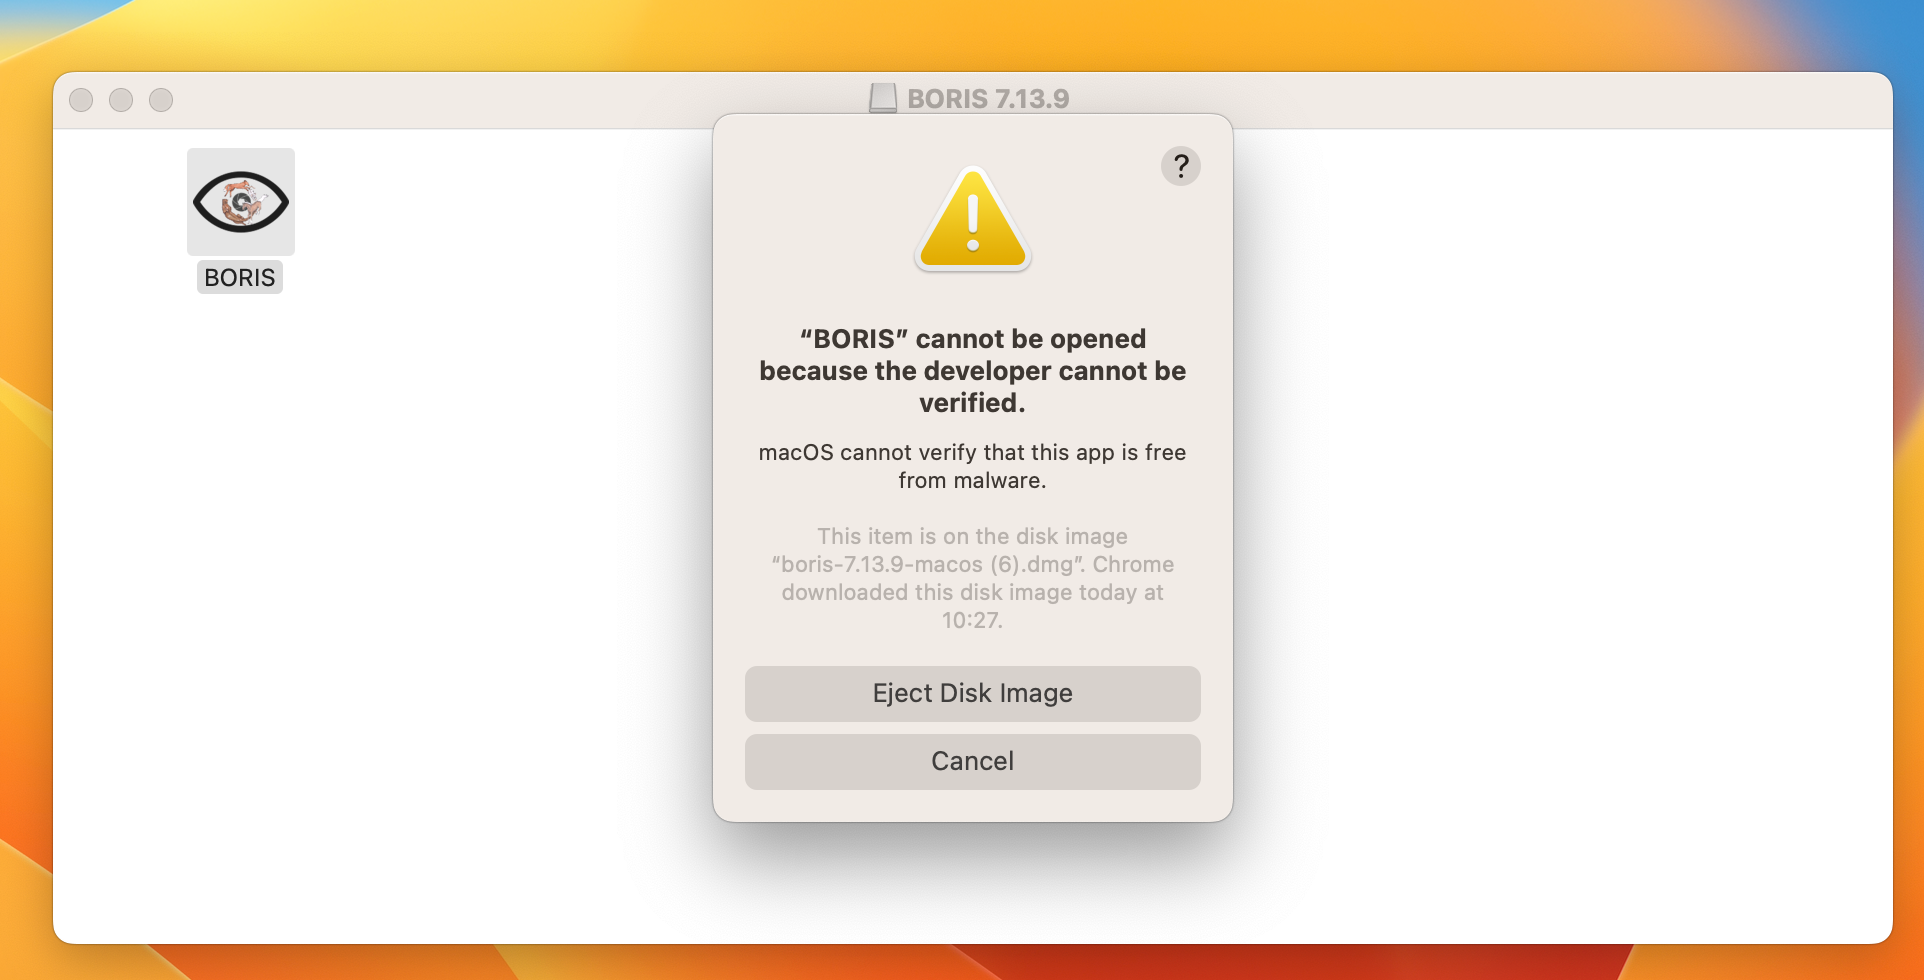 BORIS 7.13.9
BORIS
?
“BORIS” cannot be opened
because the developer cannot be
verified.
macOS cannot verify that this app is free
from malware.
This item is on the disk image
“boris-7.13.9-macos (6).dmg”. Chrome
downloaded this disk image today at
10:27.
Eject Disk Image
Cancel